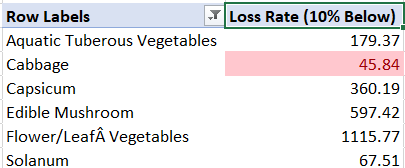 Row Labels Loss Rate (10% Below)
Aquatic Tuberous Vegetables 179.37
Cabbage 45.84
Capsicum 360.19
Edible Mushroom 597.42
Flower/LeafÂ Vegetables 1115.77
Solanum 67.51